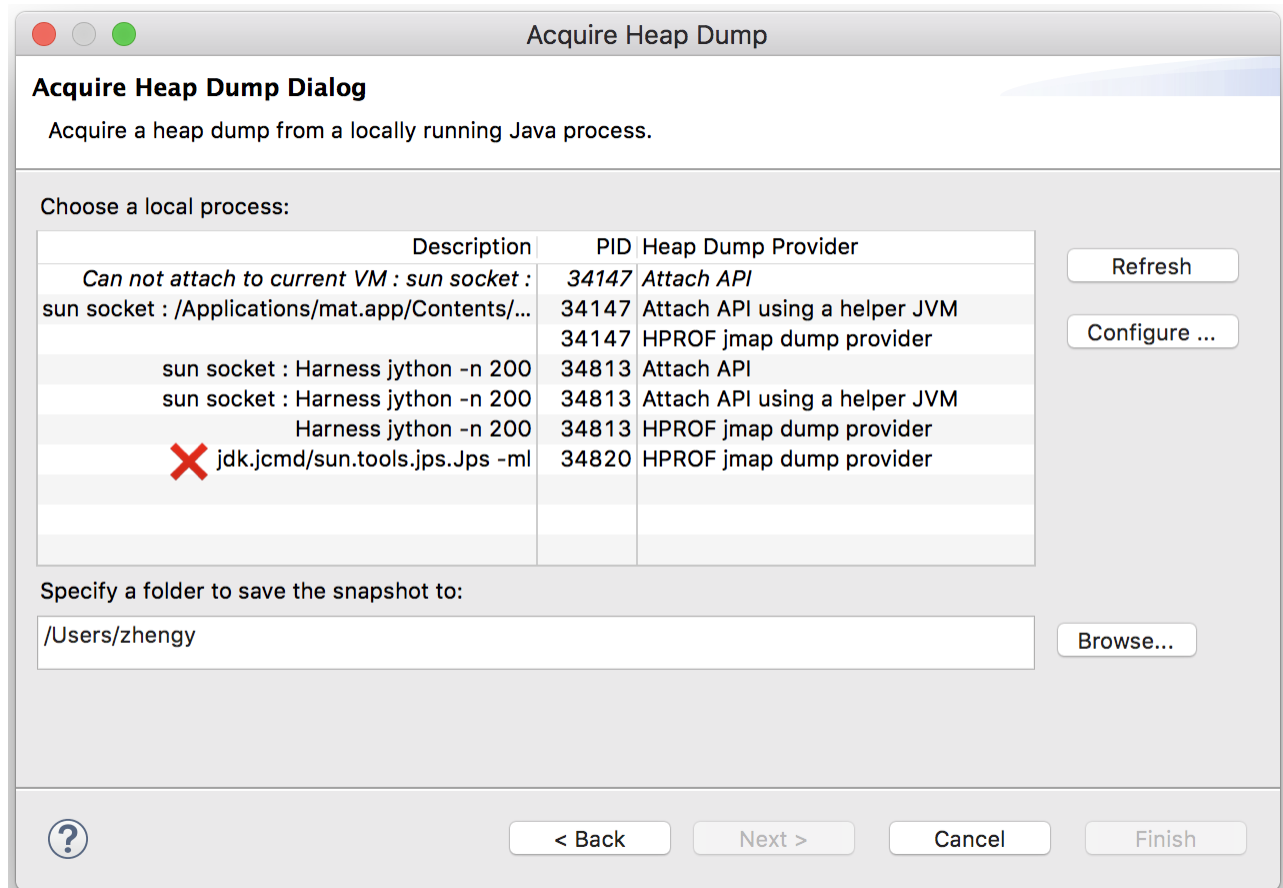 Acquire Heap Dump
Acquire Heap Dump Dialog
Acquire a heap dump from a locally running Java process.
Choose a local process:
Description PID Heap Dump Provider
Can not attach to current VM : sun socket : 34147 Attach API
sun socket : /Applications/mat.app/Contents/... 34147 Attach API using a helper JVM
34147 HPROF jmap dump provider
sun socket : Harness jython -n 200 34813 Attach API
sun socket : Harness jython -n 200 34813 Attach API using a helper JVM
Harness jython -n 200 34813 HPROF jmap dump provider
jdk.jcmd/sun.tools.jps.Jps -ml 34820 HPROF jmap dump provider
Refresh
Configure ...
Specify a folder to save the snapshot to:
/Users/zhengy
Browse...
?
< Back
Next >
Cancel
Finish